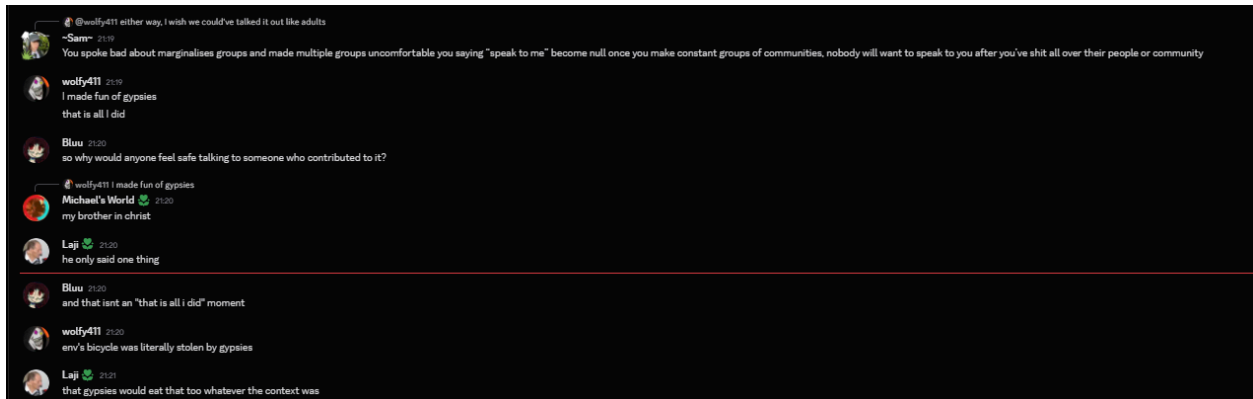 @wolfy411 either way, I wish we could've talked it out like adults
~Sam~ 21:19
You spoke bad about marginalises groups and made multiple groups uncomfortable you saying "speak to me" become null once you make constant groups of communities, nobody will want to speak to you after you've shit all over their people or community
wolfy411 21:19
I made fun of gypsies
that is all I did
Bluu 21:20
so why would anyone feel safe talking to someone who contributed to it?
wolfy411 I made fun of gypsies
Michael's World 21:20
my brother in christ
Laji 21:20
he only said one thing
Bluu 21:20
and that isnt an "that is all i did" moment
wolfy411 21:20
env's bicycle was literally stolen by gypsies
Laji 21:21
that gypsies would eat that too whatever the context was